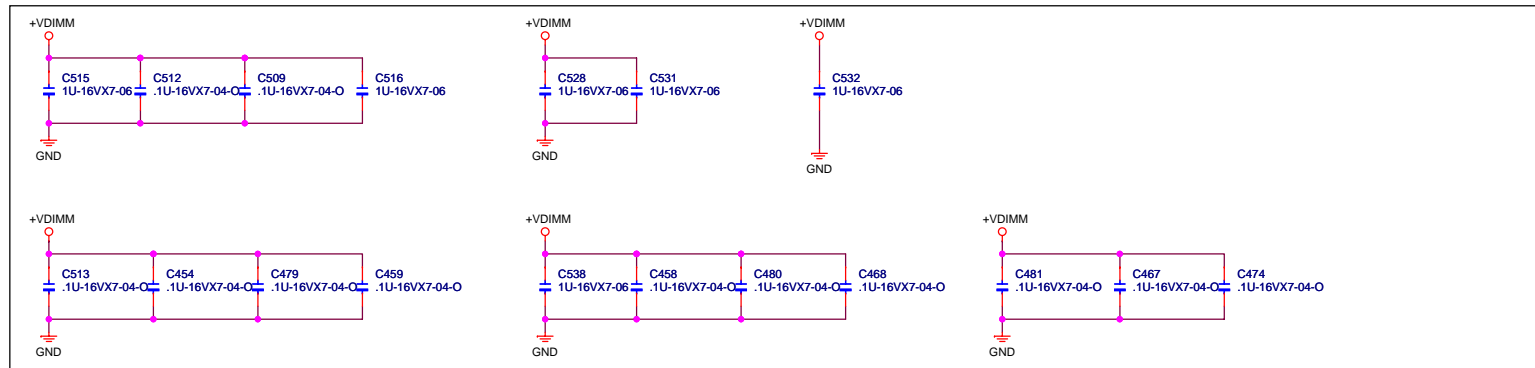 +VDIMM
+VDIMM
+VDIMM
C515
1U-16VX7-06
C512
.1U-16VX7-04-O
C509
.1U-16VX7-04-O
C516
1U-16VX7-06
C528
1U-16VX7-06
C531
1U-16VX7-06
C532
1U-16VX7-06
GND
GND
GND
+VDIMM
+VDIMM
+VDIMM
C513
.1U-16VX7-04-O
C454
.1U-16VX7-04-O
C479
.1U-16VX7-04-O
C459
.1U-16VX7-04-O
C538
1U-16VX7-06
C458
.1U-16VX7-04-O
C480
.1U-16VX7-04-O
C468
.1U-16VX7-04-O
C481
.1U-16VX7-04-O
C467
.1U-16VX7-04-O
C474
.1U-16VX7-04-O
GND
GND
GND